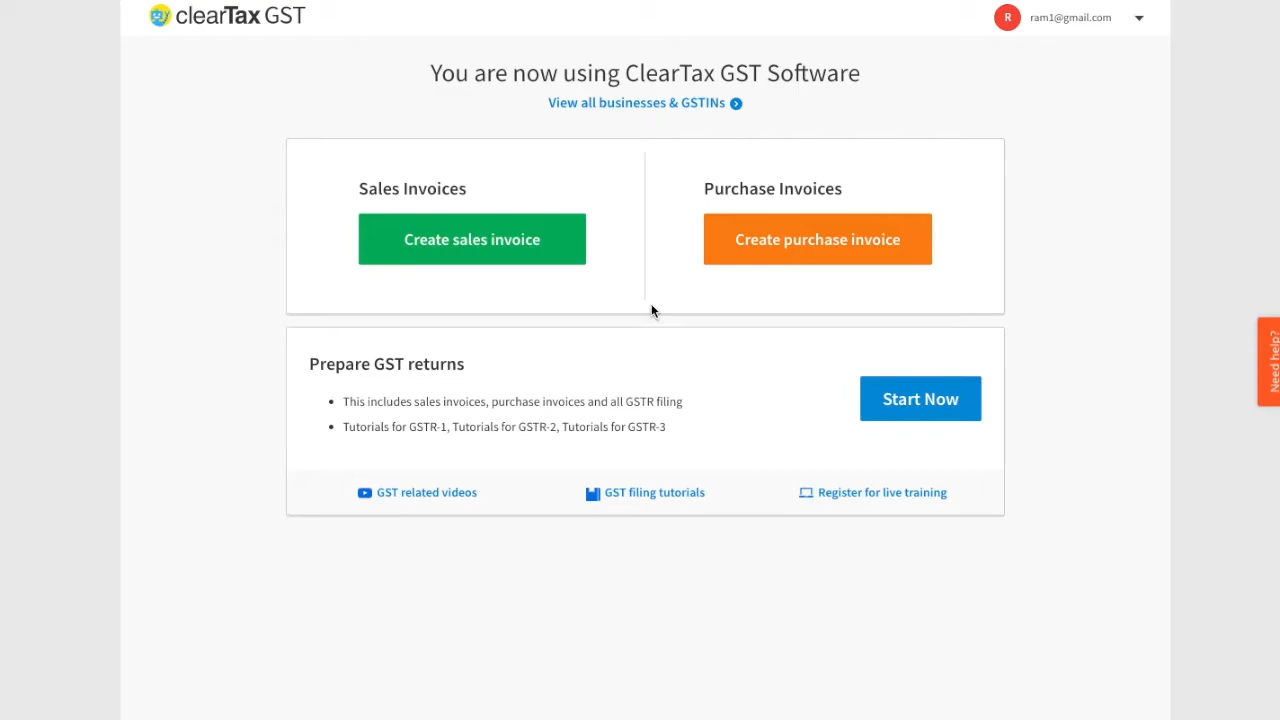 clearTax GST
R ram1@gmail.com
You are now using ClearTax GST Software
View all businesses & GSTINs
Sales Invoices
Create sales invoice
Purchase Invoices
Create purchase invoice
Prepare GST returns
• This includes sales invoices, purchase invoices and all GSTR filing
• Tutorials for GSTR-1, Tutorials for GSTR-2, Tutorials for GSTR-3
Start Now
GST related videos
GST filing tutorials
Register for live training
Need help?